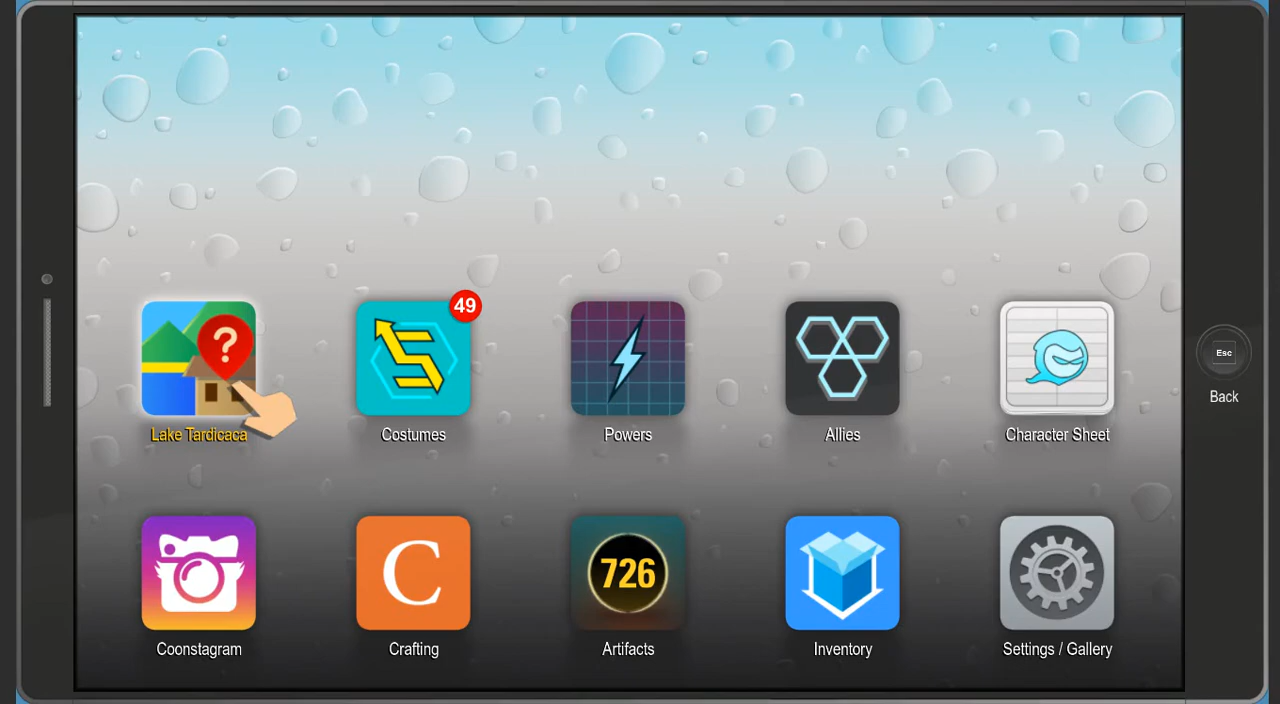 ?
49
Lake Tardicaca
Costumes
Powers
Allies
Character Sheet
Esc
Back
C
726
Coonstagram
Crafting
Artifacts
Inventory
Settings / Gallery